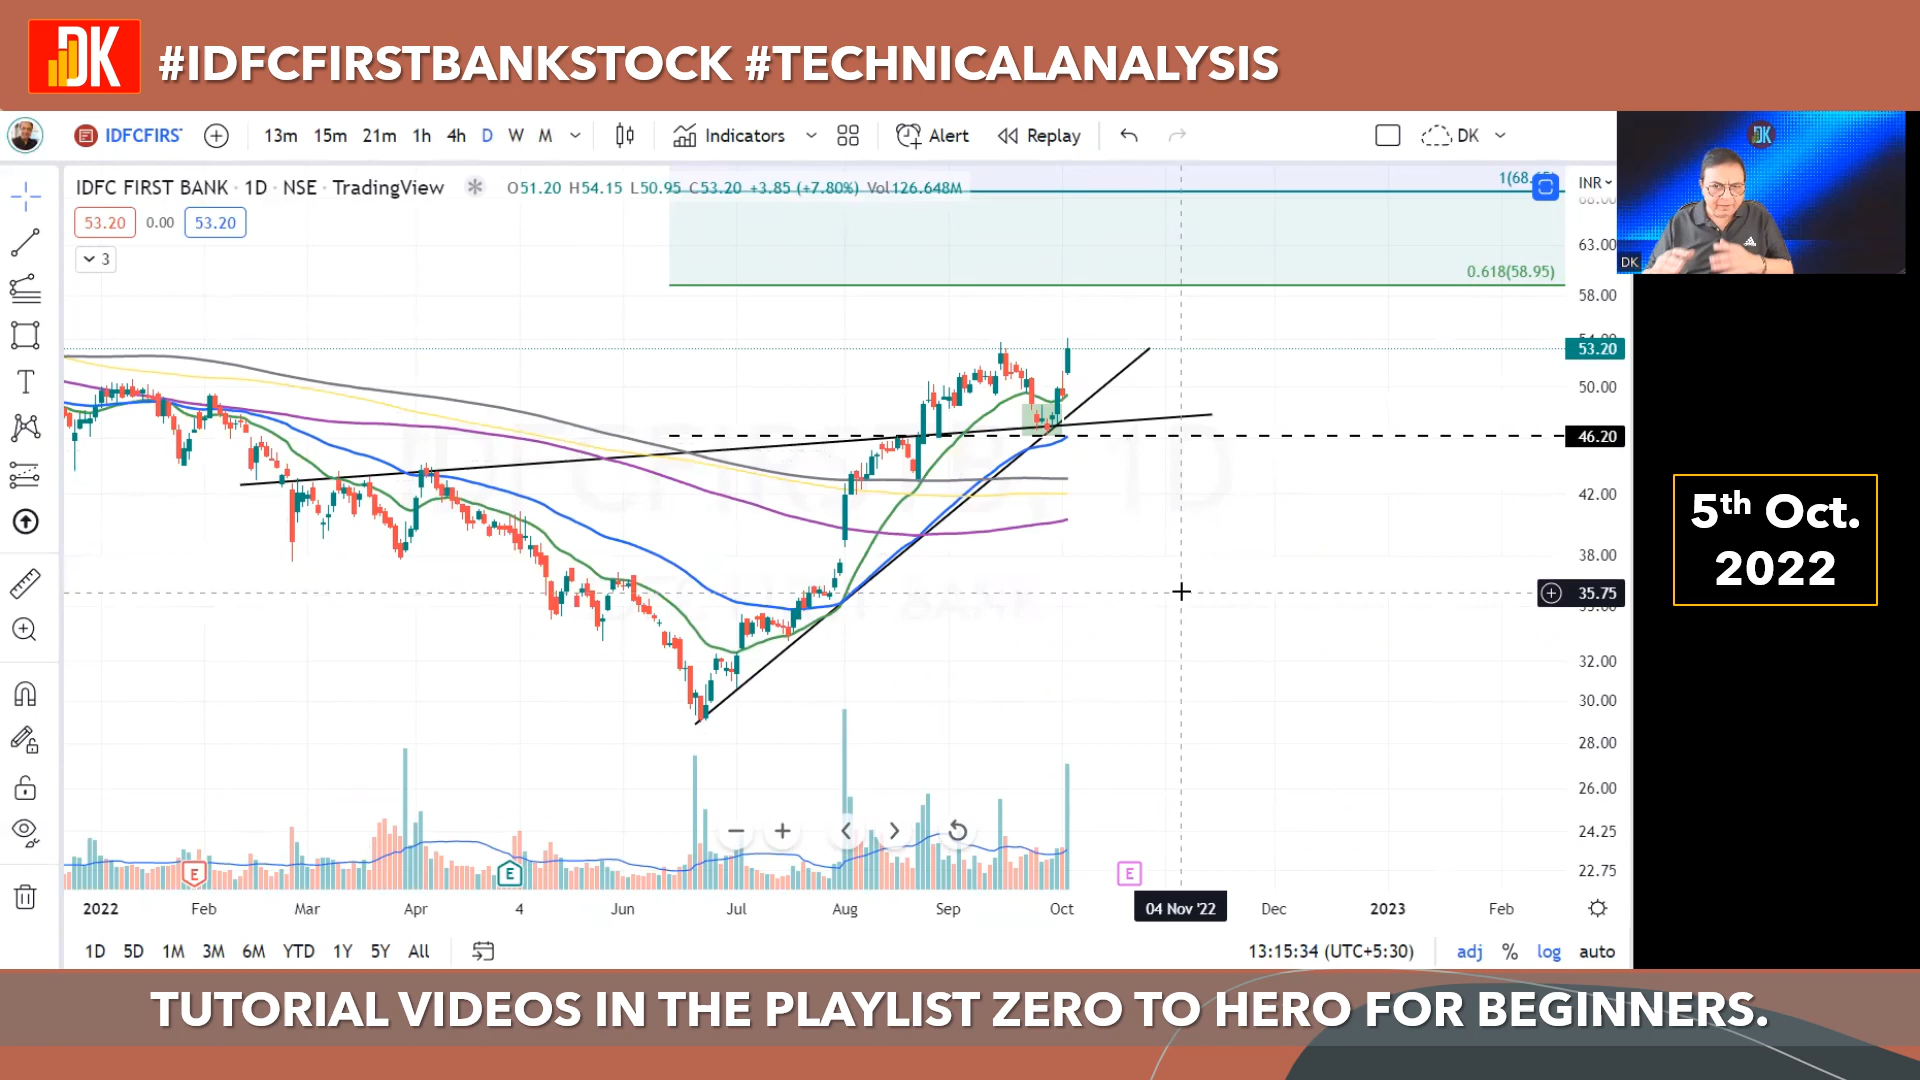 DK #IDFCFIRSTBANKSTOCK #TECHNICALANALYSIS
IDFCFIRS 13m 15m 21m 1h 4h D W M Indicators Alert Replay DK
IDFC FIRST BANK · 1D · NSE · TradingView O51.20 H54.15 L50.95 C53.20 +3.85 (+7.80%) Vol126.648M
INR
53.20 0.00 53.20
3
63.00
0.618(58.95)
58.00
53.20
50.00
46.20
42.00
38.00
35.75
32.00
30.00
28.00
26.00
24.25
22.75
E E E
2022 Feb Mar Apr 4 Jun Jul Aug Sep Oct 04 Nov '22 Dec 2023 Feb
1D 5D 1M 3M 6M YTD 1Y 5Y All 13:15:34 (UTC+5:30) adj % log auto
DK
DK
5th Oct.
2022
TUTORIAL VIDEOS IN THE PLAYLIST ZERO TO HERO FOR BEGINNERS.